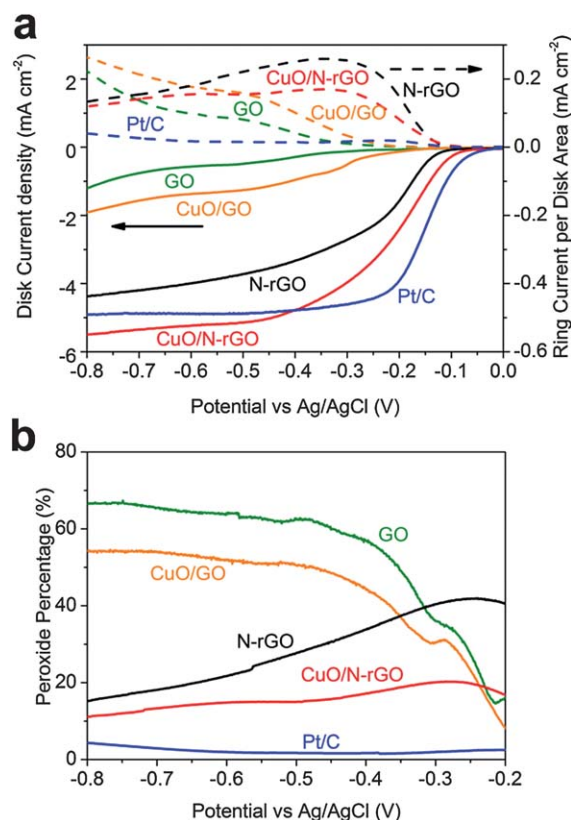 a
Disk Current density (mA cm⁻²)
2
0
-2
-4
-6
N-rGO
CuO/N-rGO
GO
CuO/GO
Pt/C
GO
CuO/GO
N-rGO
Pt/C
CuO/N-rGO
0.2
0.0
-0.2
-0.4
-0.6
Ring Current per Disk Area (mA cm⁻²)
-0.8 -0.7 -0.6 -0.5 -0.4 -0.3 -0.2 -0.1 0.0
Potential vs Ag/AgCl (V)
b
Peroxide Percentage (%)
80
60
40
20
0
GO
CuO/GO
N-rGO
CuO/N-rGO
Pt/C
-0.8 -0.7 -0.6 -0.5 -0.4 -0.3 -0.2
Potential vs Ag/AgCl (V)